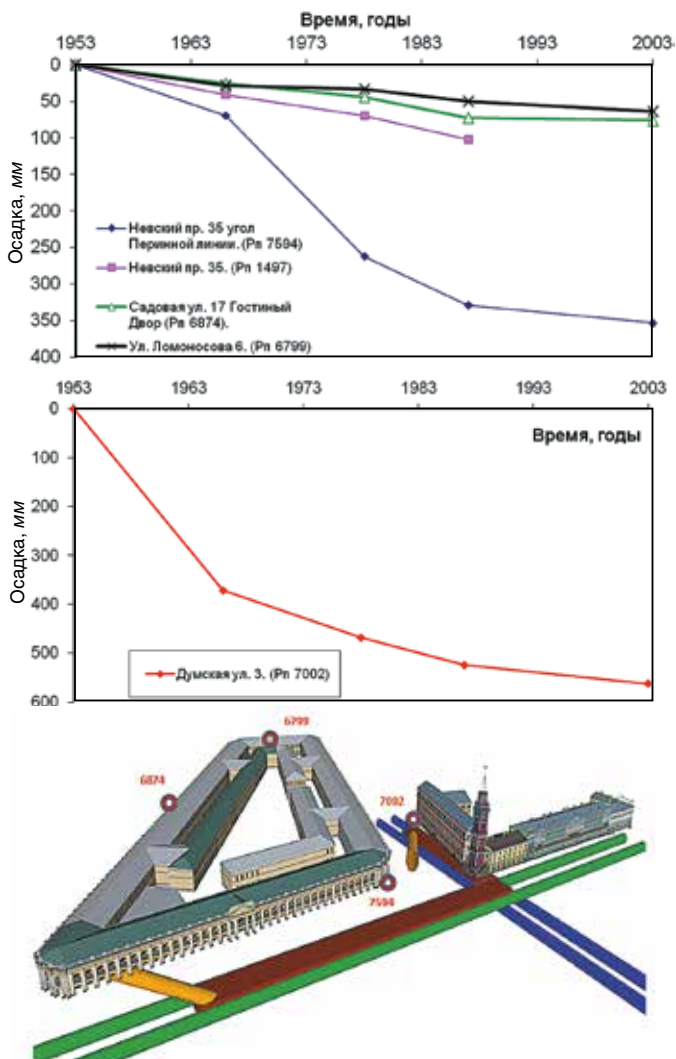 Время, годы
1953 1963 1973 1983 1993 2003
0
50
100
150
200
250
300
350
400
Осадка, мм
Невский пр. 35 угол
Перинной линии. (Рп 7594)
Невский пр. 35. (Рп 1497)
Садовая ул. 17 Гостиный
Двор (Рп 6874).
Ул. Ломоносова 6. (Рп 6799)
1953 1963 1973 1983 1993 2003
Время, годы
0
100
200
300
400
500
600
Осадка, мм
Думская ул. 3. (Рп 7002)
6799
6874
7002
7594